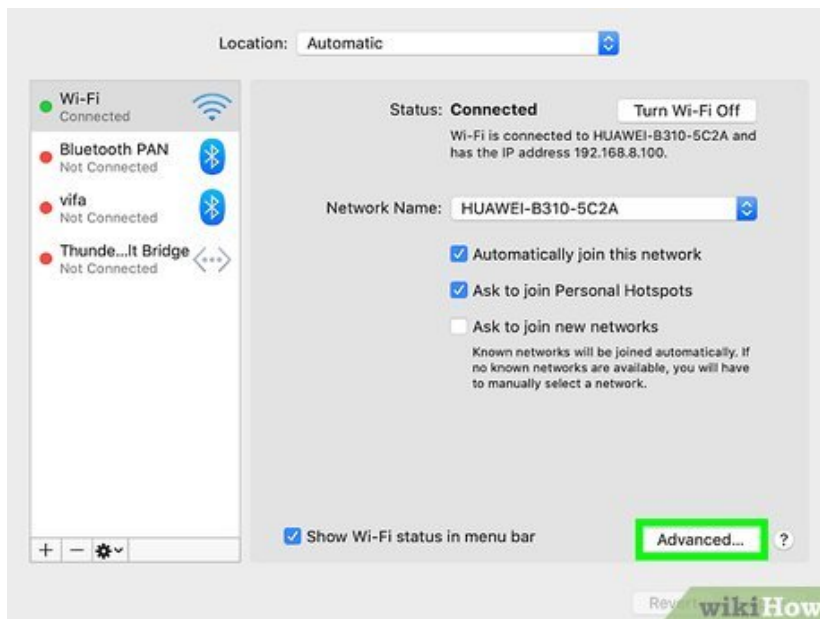 Location: Automatic
Wi-Fi
Connected
Bluetooth PAN
Not Connected
vifa
Not Connected
Thunde...lt Bridge
Not Connected
Status: Connected
Turn Wi-Fi Off
Wi-Fi is connected to HUAWEI-B310-5C2A and
has the IP address 192.168.8.100.
Network Name: HUAWEI-B310-5C2A
Automatically join this network
Ask to join Personal Hotspots
Ask to join new networks
Known networks will be joined automatically. If
no known networks are available, you will have
to manually select a network.
Show Wi-Fi status in menu bar
Advanced...
?
wikiHow